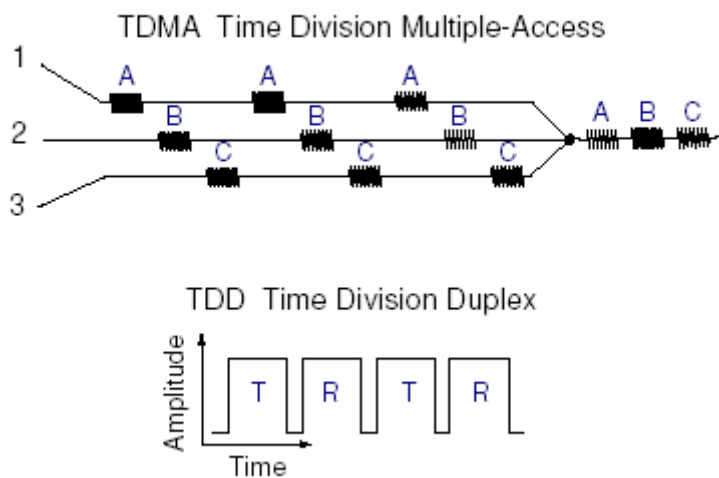 TDMA Time Division Multiple-Access
1
A A A
2 B B B A B C
C C C
3
TDD Time Division Duplex
Amplitude
T R T R
Time